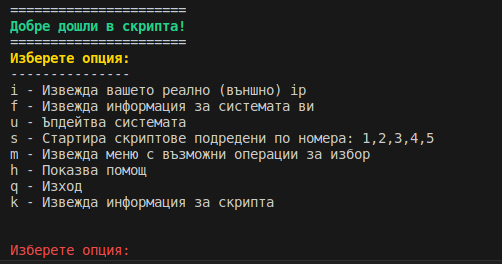 ======================
Добре дошли в скрипта!
======================
Изберете опция:
---------------
i - Извежда вашето реално (външно) ip
f - Извежда информация за системата ви
u - Ъпдейтва системата
s - Стартира скриптове подредени по номера: 1,2,3,4,5
m - Извежда меню с възможни операции за избор
h - Показва помощ
q - Изход
k - Извежда информация за скрипта
Изберете опция: